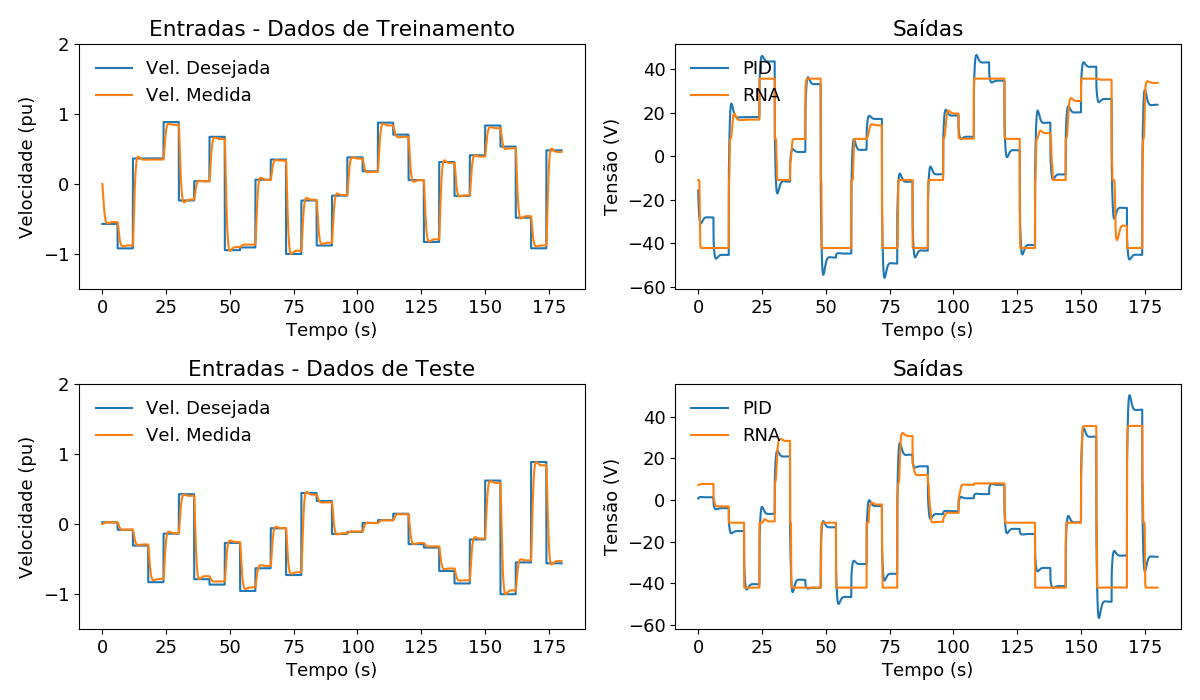 Entradas - Dados de Treinamento
2
1
0
−1
Velocidade (pu)
Vel. Desejada
Vel. Medida
0 25 50 75 100 125 150 175
Tempo (s)
Saídas
40
20
0
−20
−40
−60
Tensão (V)
PID
RNA
0 25 50 75 100 125 150 175
Tempo (s)
Entradas - Dados de Teste
2
1
0
−1
Velocidade (pu)
Vel. Desejada
Vel. Medida
0 25 50 75 100 125 150 175
Tempo (s)
Saídas
40
20
0
−20
−40
−60
Tensão (V)
PID
RNA
0 25 50 75 100 125 150 175
Tempo (s)